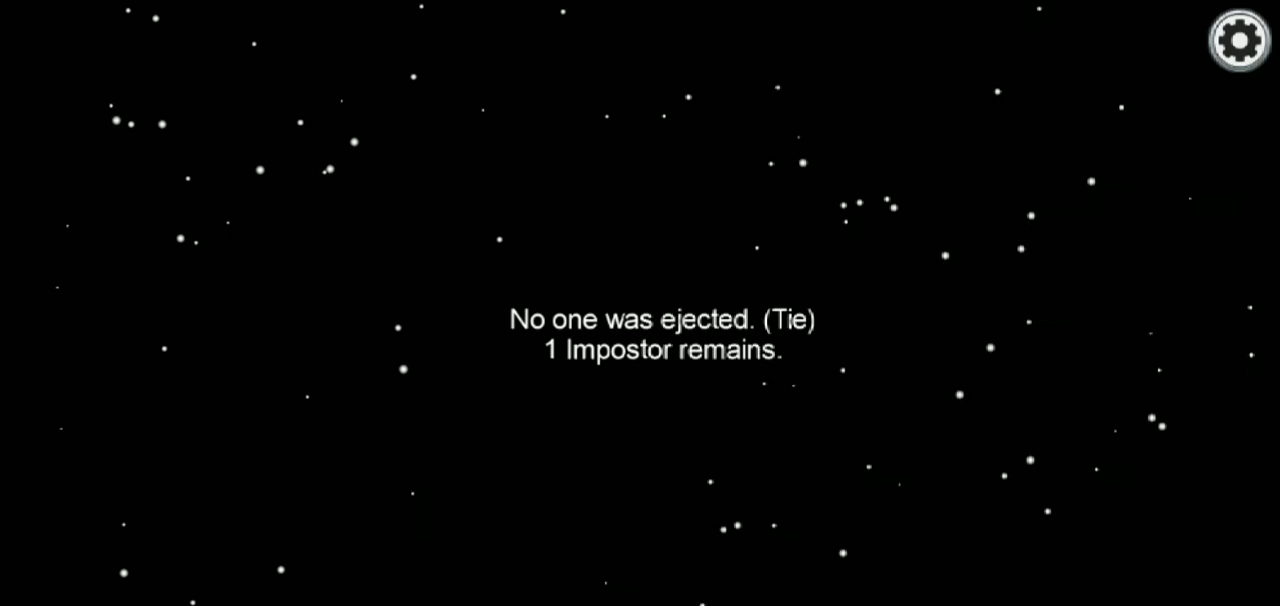 No one was ejected. (Tie)
1 Impostor remains.